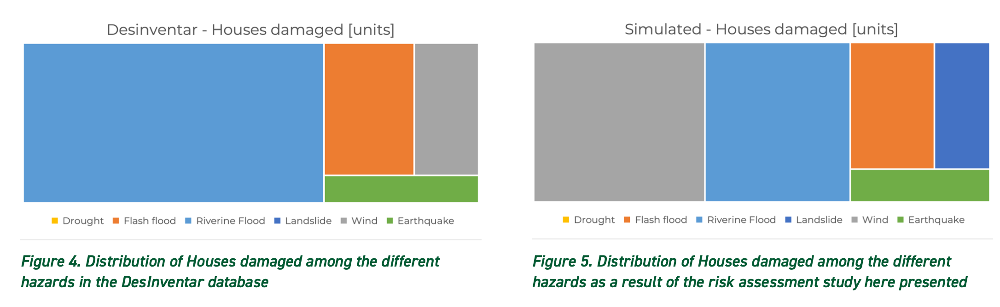 Desinventar - Houses damaged [units]
Drought Flash flood Riverine Flood Landslide Wind Earthquake
Figure 4. Distribution of Houses damaged among the different
hazards in the DesInventar database
Simulated - Houses damaged [units]
Drought Flash flood Riverine Flood Landslide Wind Earthquake
Figure 5. Distribution of Houses damaged among the different
hazards as a result of the risk assessment study here presented